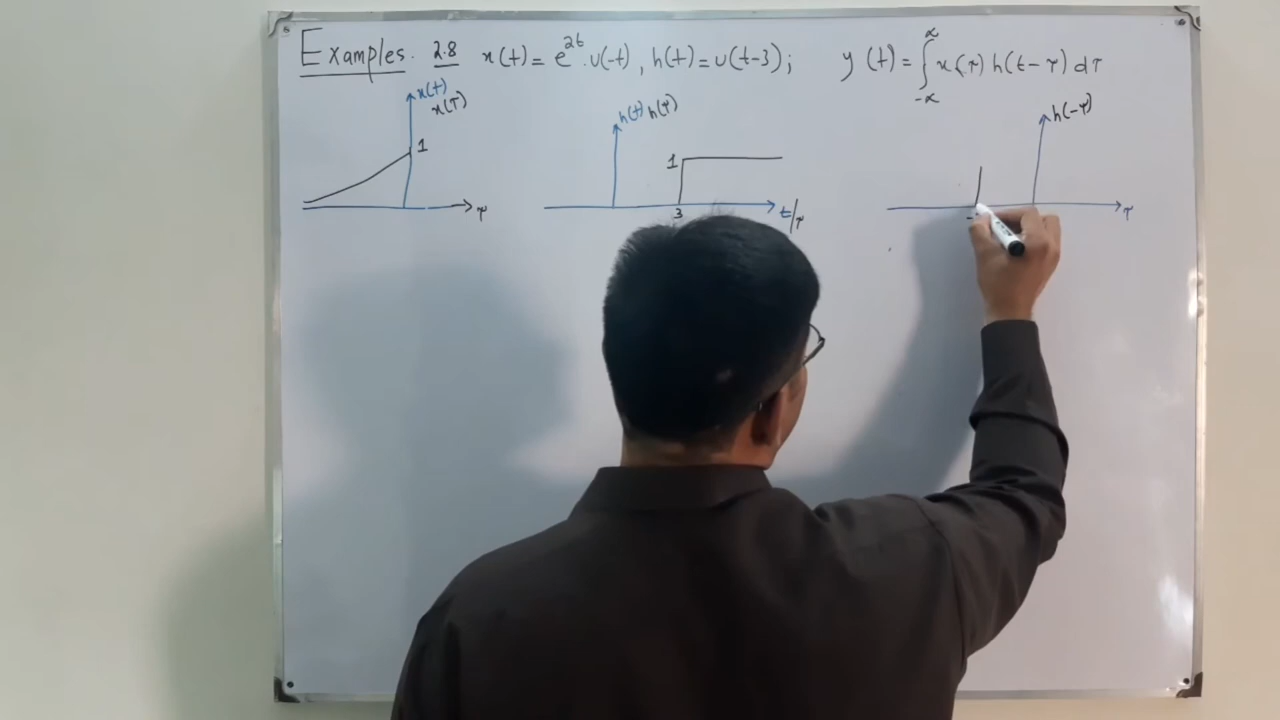 Examples. 2.8 x(t) = e^2t . u(-t) , h(t) = u(t-3) ; y(t) = ∫_-∞^∞ x(τ) h(t-τ) dτ
x(t)
x(τ)
1
τ
h(t) h(τ)
1
3
t/τ
h(-τ)
τ